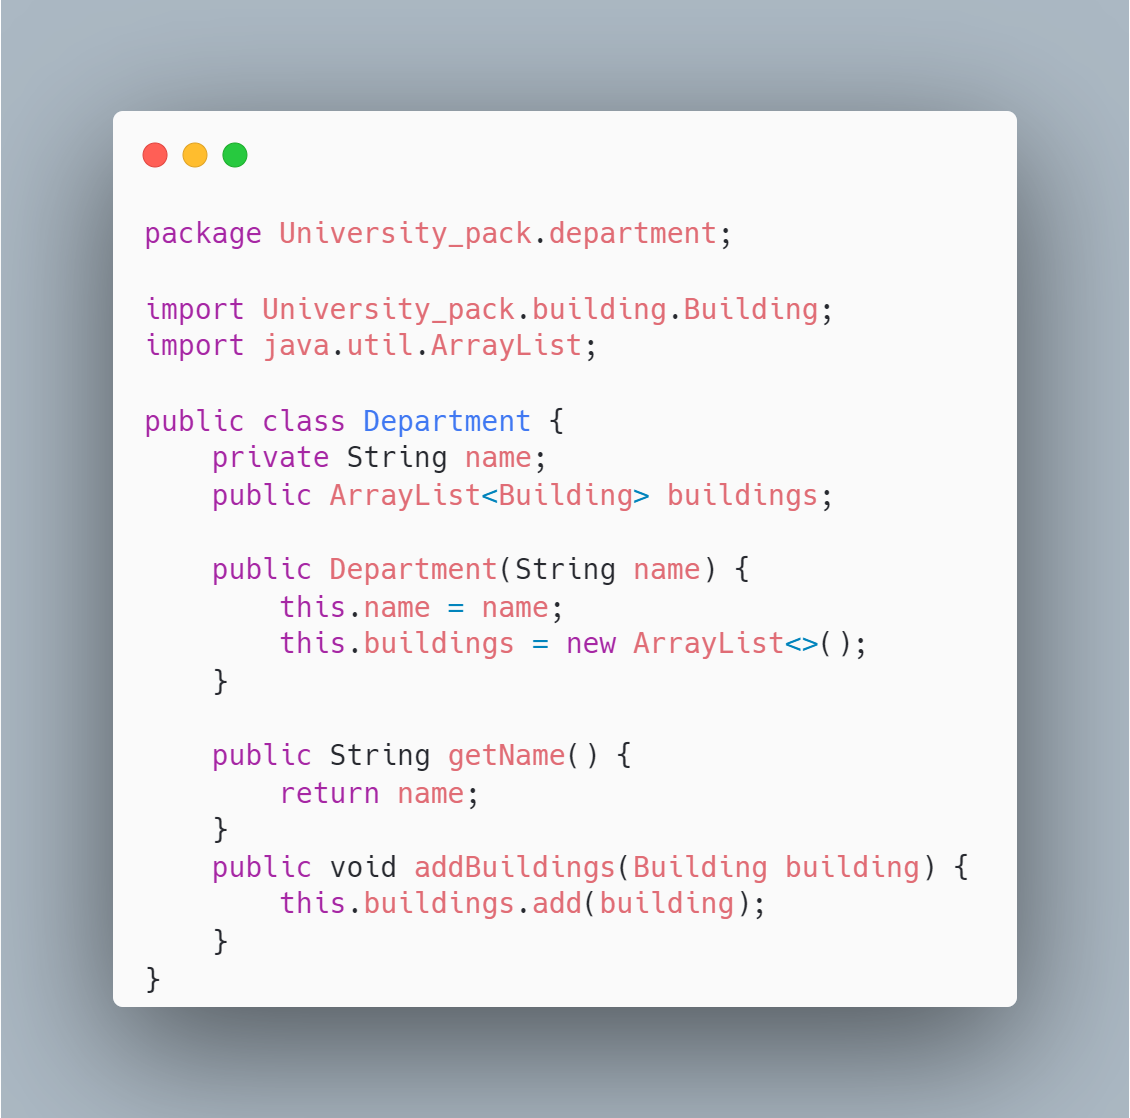 package University_pack.department;

import University_pack.building.Building;
import java.util.ArrayList;

public class Department {
    private String name;
    public ArrayList<Building> buildings;

    public Department(String name) {
        this.name = name;
        this.buildings = new ArrayList<>();
    }

    public String getName() {
        return name;
    }
    public void addBuildings(Building building) {
        this.buildings.add(building);
    }
}